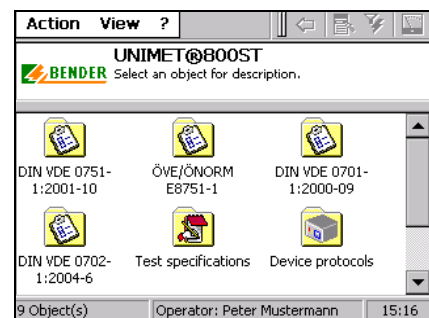 Action View ?
UNIMET®800ST
BENDER Select an object for description.
DIN VDE 0751-
1:2001-10
ÖVE/ÖNORM
E8751-1
DIN VDE 0701-
1:2000-09
DIN VDE 0702-
1:2004-6
Test specifications
Device protocols
9 Object(s) Operator: Peter Mustermann 15:16